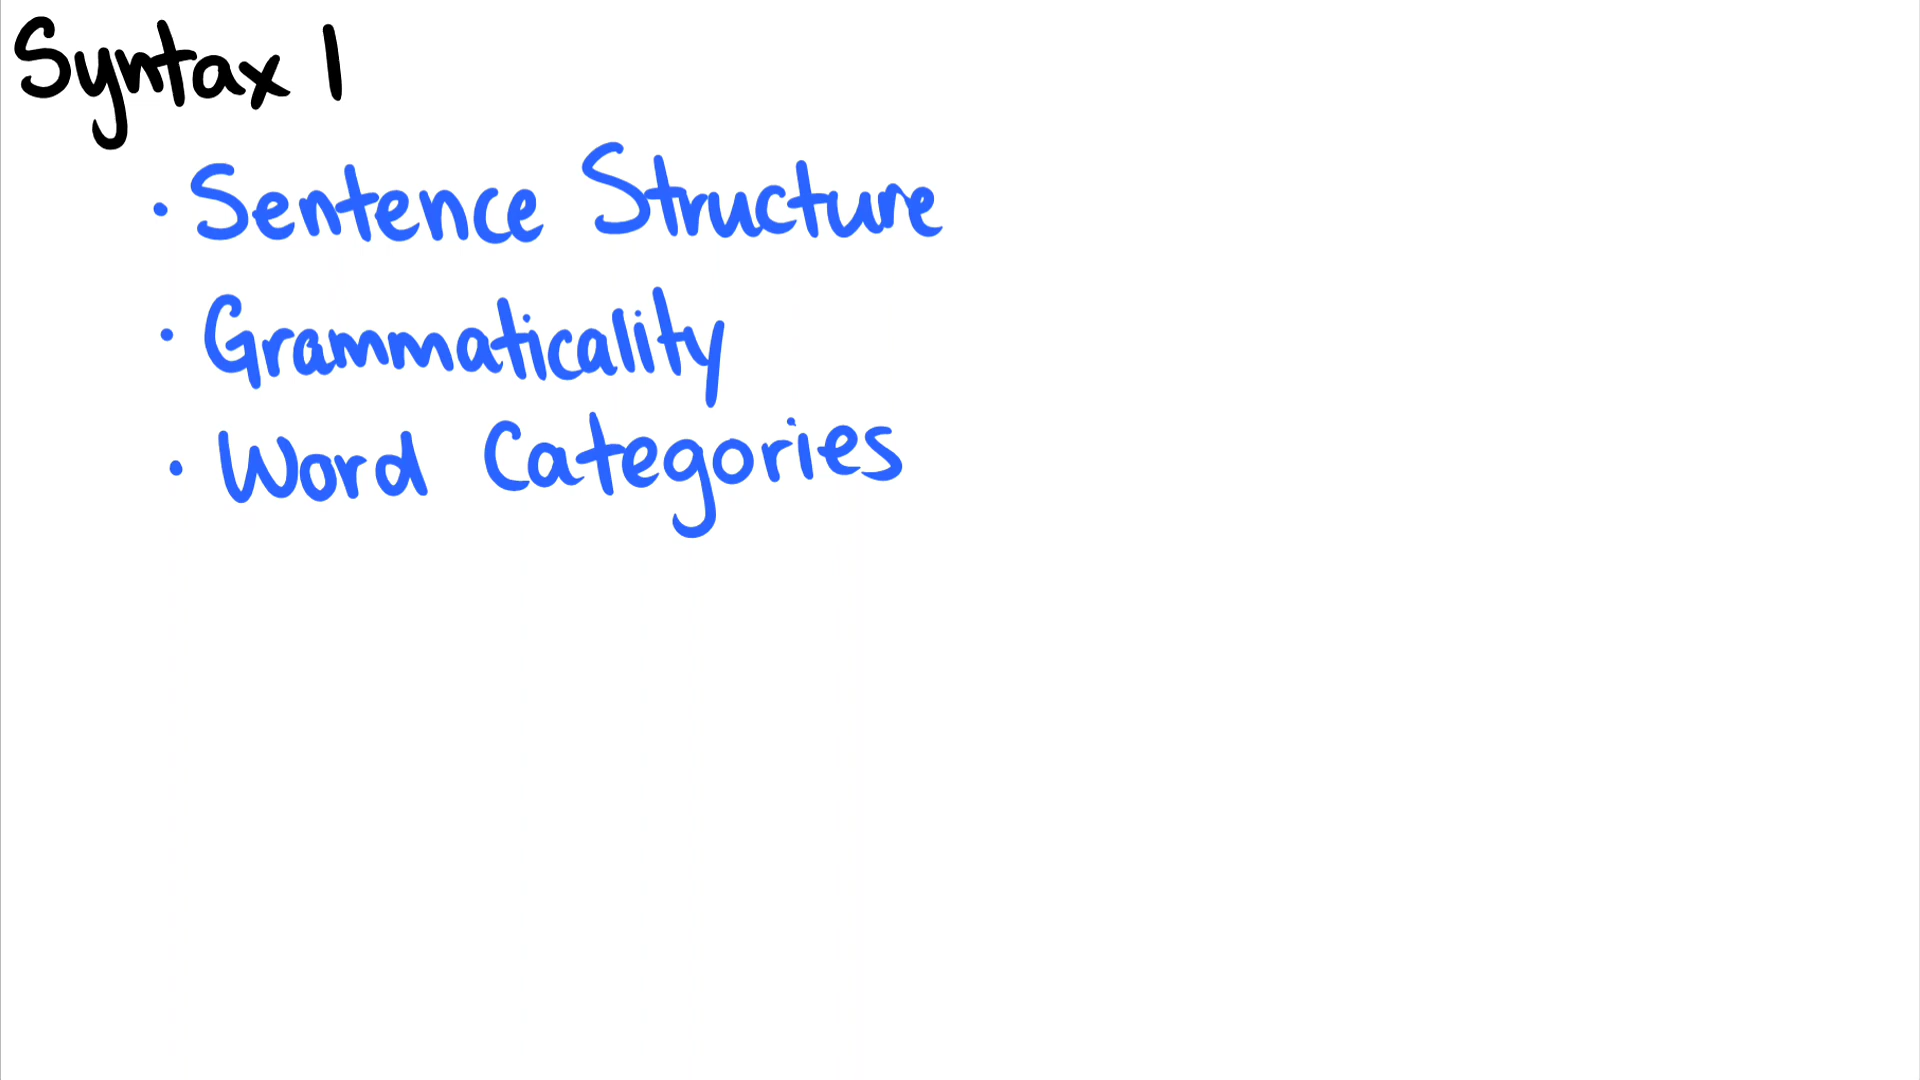 Syntax 1
· Sentence Structure
· Grammaticality
· Word Categories